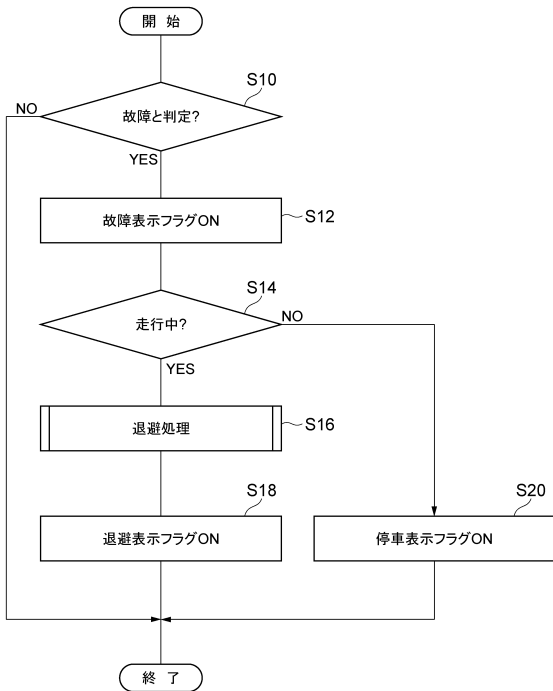 開 始
S10
故障と判定?
NO
YES
故障表示フラグON
S12
S14
走行中?
NO
YES
退避処理
S16
S18
退避表示フラグON
S20
停車表示フラグON
終 了